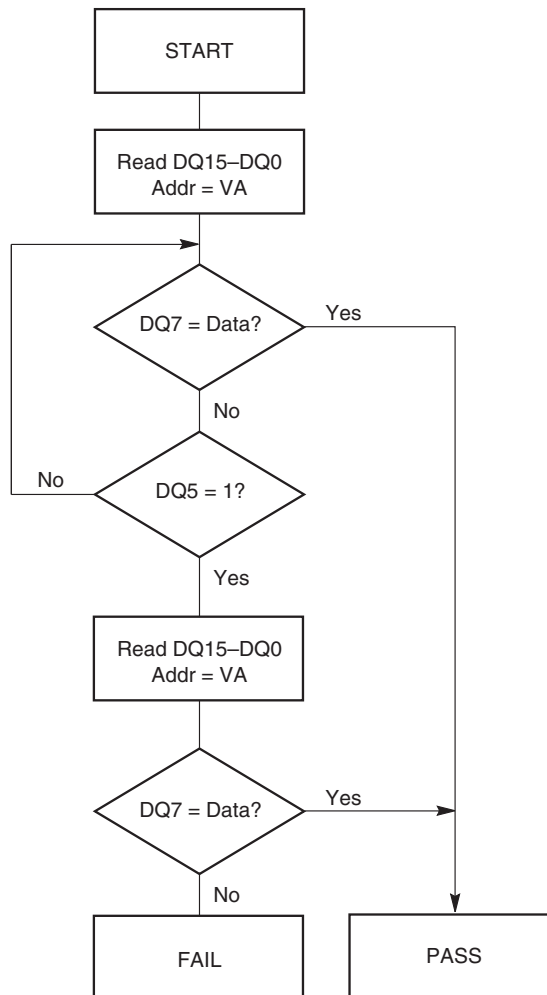 START
Read DQ15–DQ0
Addr = VA
DQ7 = Data?
Yes
No
DQ5 = 1?
No
Yes
Read DQ15–DQ0
Addr = VA
DQ7 = Data?
Yes
No
FAIL
PASS